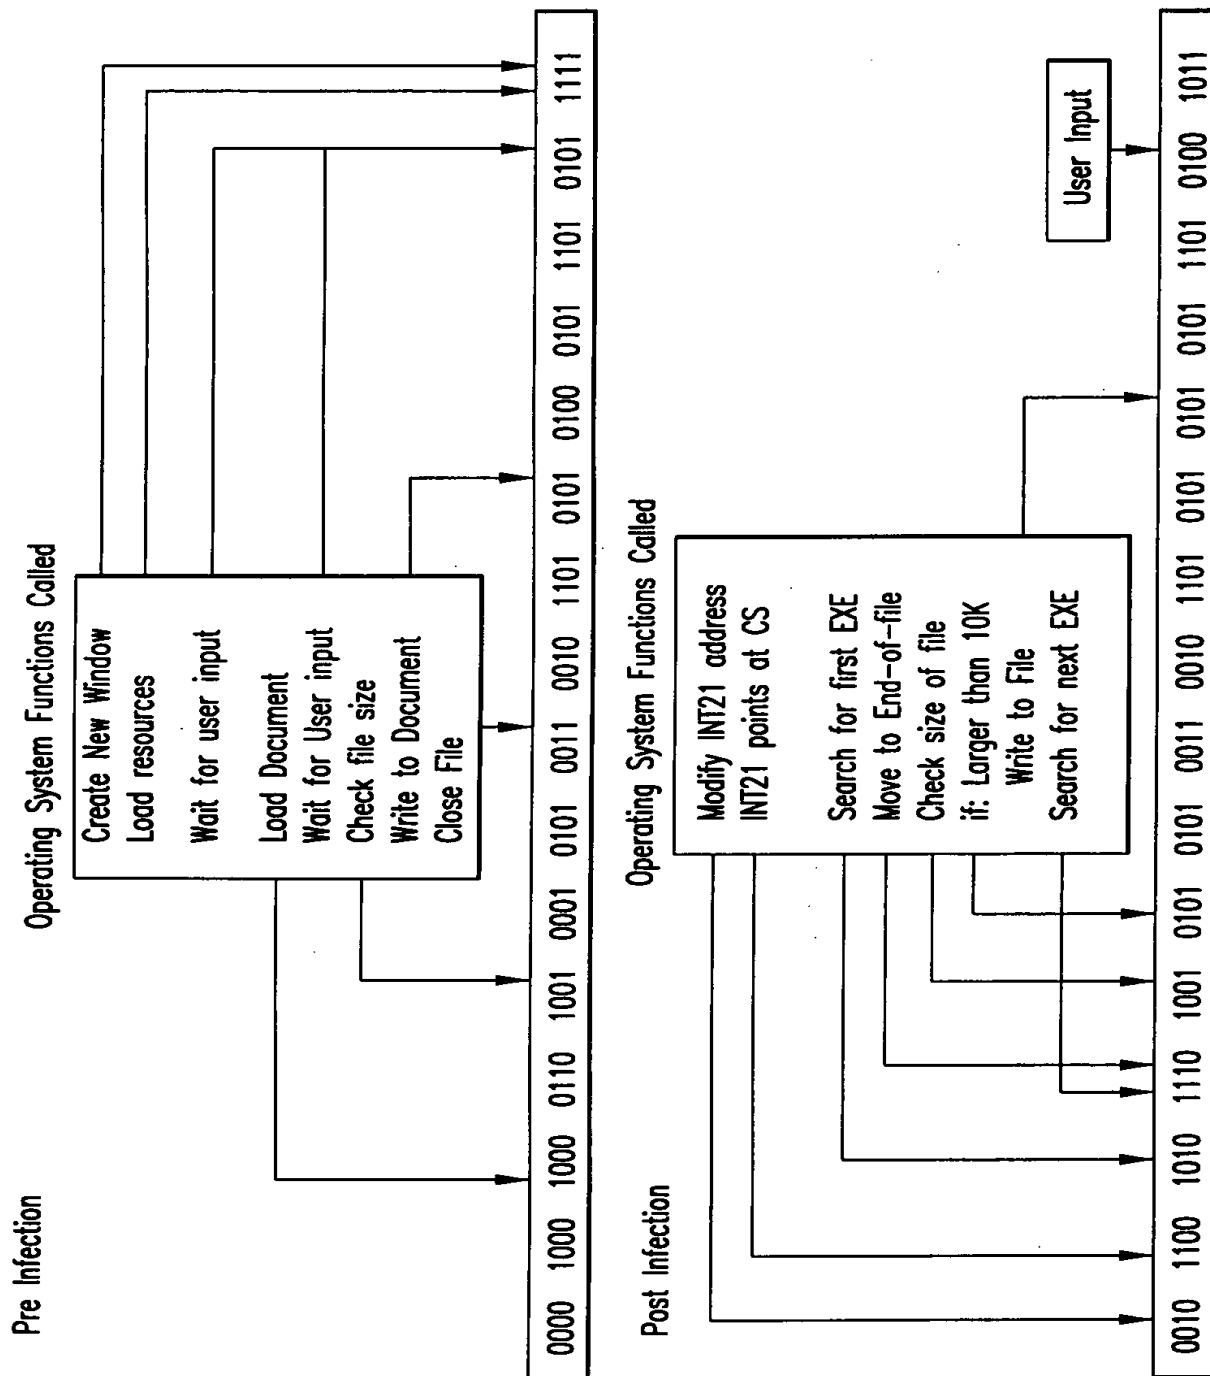 Pre Infection
Operating System Functions Called
Create New Window
Load resources
Wait for user input
Load Document
Wait for User input
Check file size
Write to Document
Close File
0000 1000 1000 0110 1001 0001 0101 0011 0010 1101 0101 0100 0101 1101 0101 1111
Post Infection
Operating System Functions Called
Modify INT21 address
INT21 points at CS
Search for first EXE
Move to End-of-file
Check size of file
if: Larger than 10K
Write to File
Search for next EXE
User Input
0010 1100 1010 1110 1001 0101 0101 0011 0010 1101 0101 0101 0101 1101 0100 1011